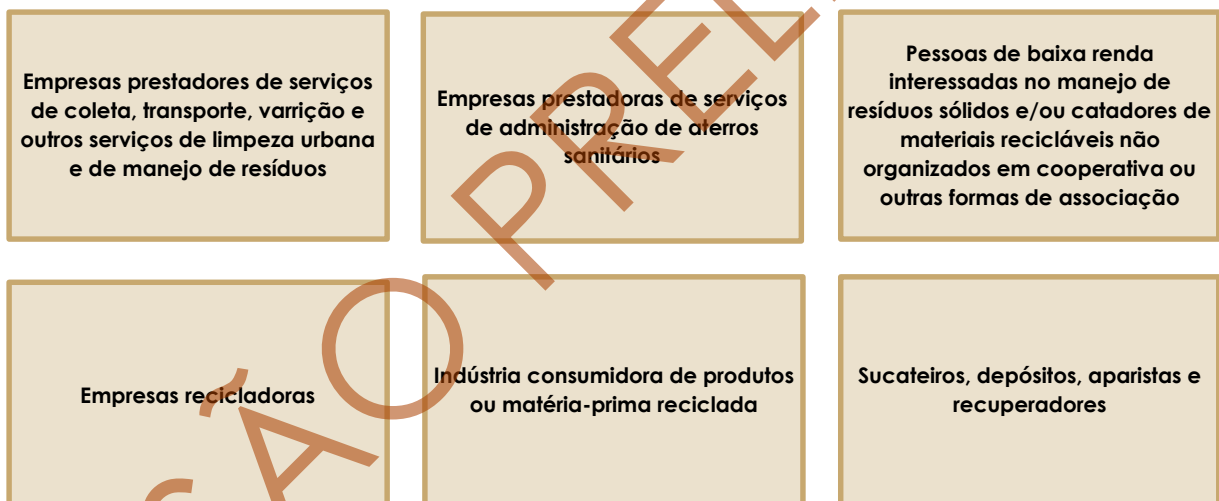 Empresas prestadores de serviços
de coleta, transporte, varrição e
outros serviços de limpeza urbana
e de manejo de resíduos
Empresas prestadoras de serviços
de administração de aterros
sanitários
Pessoas de baixa renda
interessadas no manejo de
resíduos sólidos e/ou catadores de
materiais recicláveis não
organizados em cooperativa ou
outras formas de associação
Empresas recicladoras
Indústria consumidora de produtos
ou matéria-prima reciclada
Sucateiros, depósitos, aparistas e
recuperadores